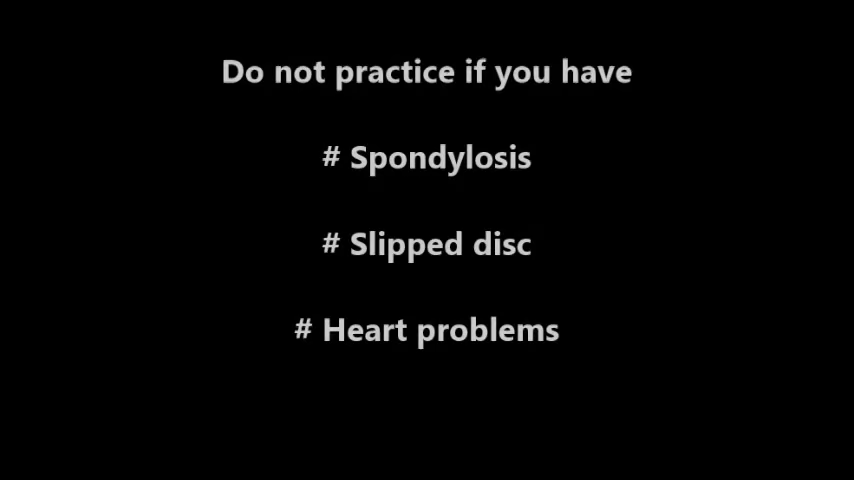 Do not practice if you have
# Spondylosis
# Slipped disc
# Heart problems